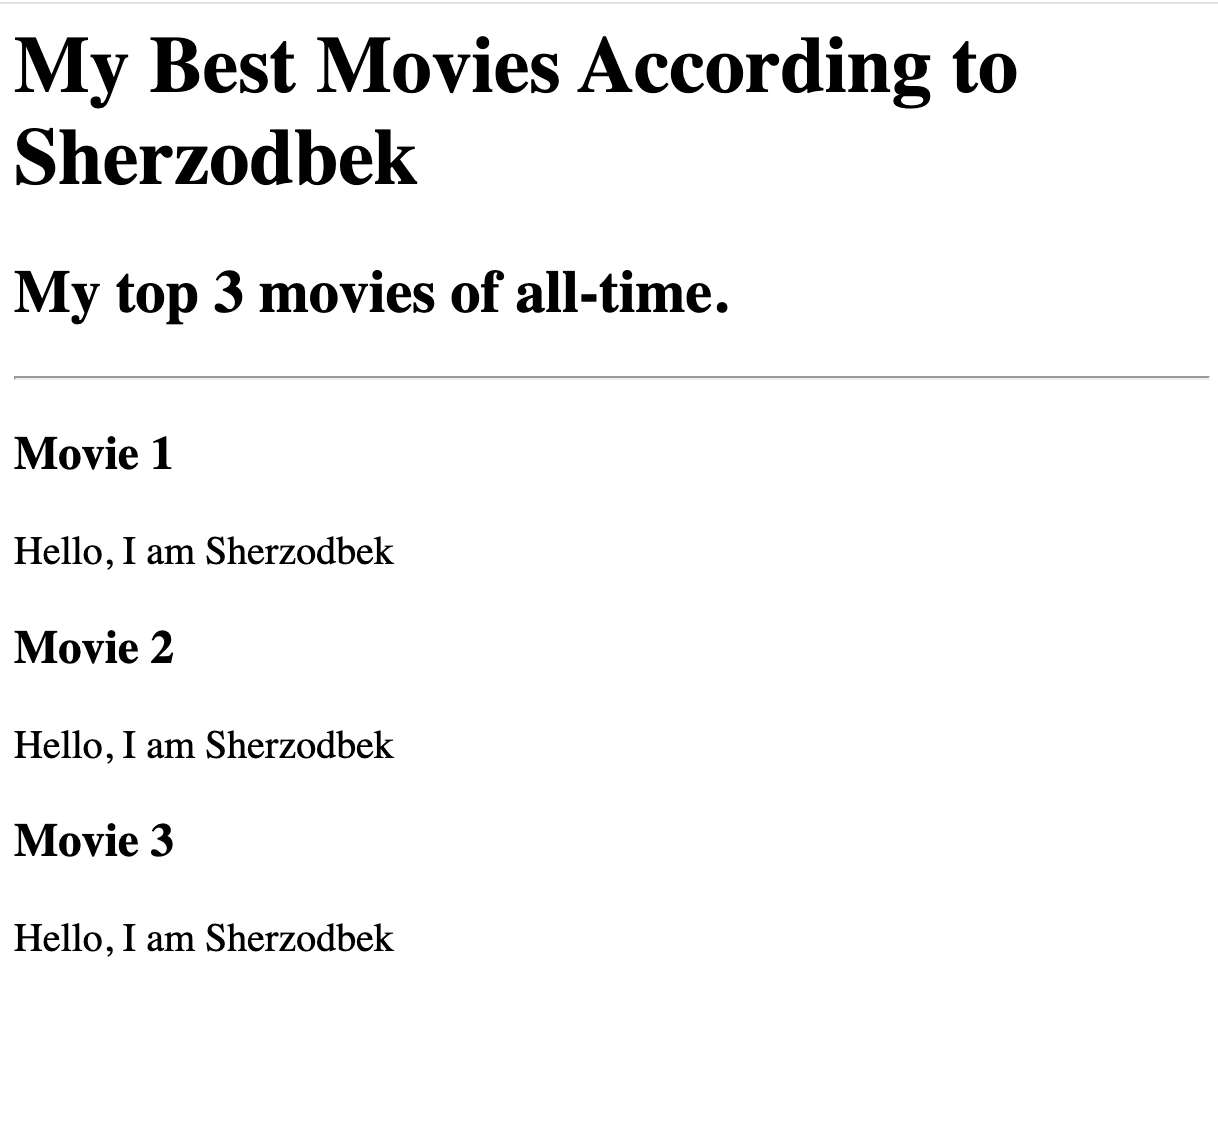 My Best Movies According to
Sherzodbek
My top 3 movies of all-time.
Movie 1
Hello, I am Sherzodbek
Movie 2
Hello, I am Sherzodbek
Movie 3
Hello, I am Sherzodbek